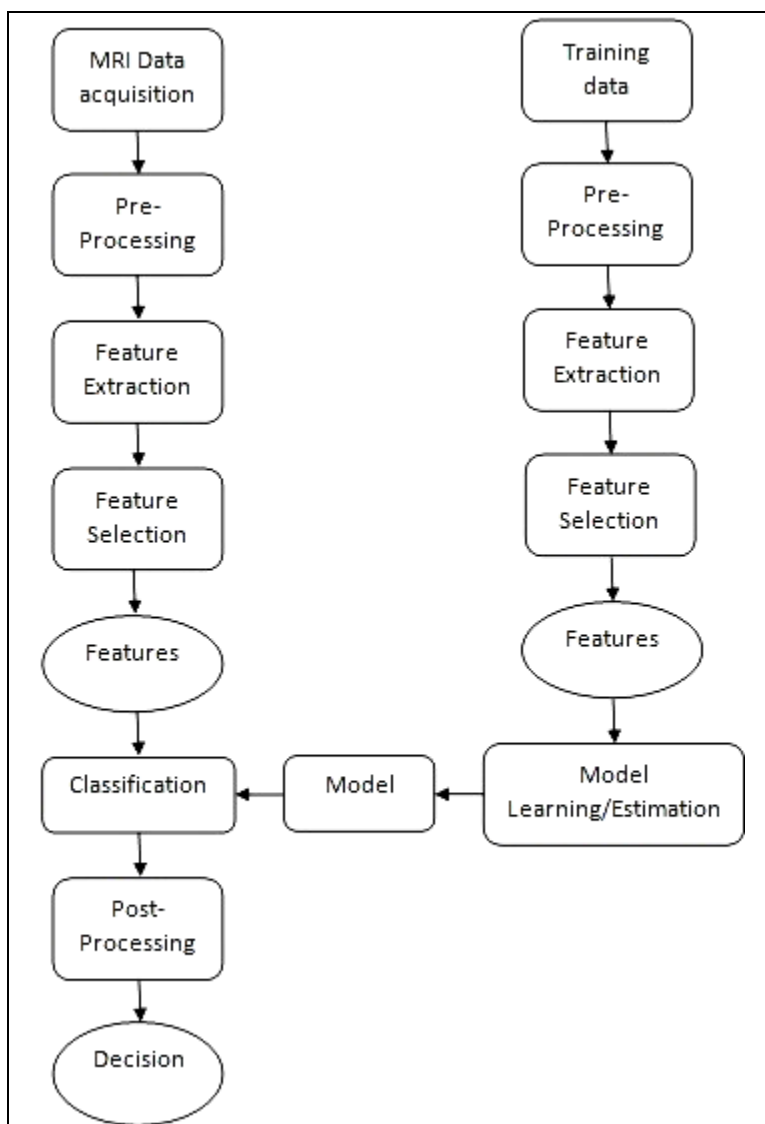 MRI Data
acquisition
Pre-
Processing
Feature
Extraction
Feature
Selection
Features
Classification
Post-
Processing
Decision
Training
data
Pre-
Processing
Feature
Extraction
Feature
Selection
Features
Model
Learning/Estimation
Model